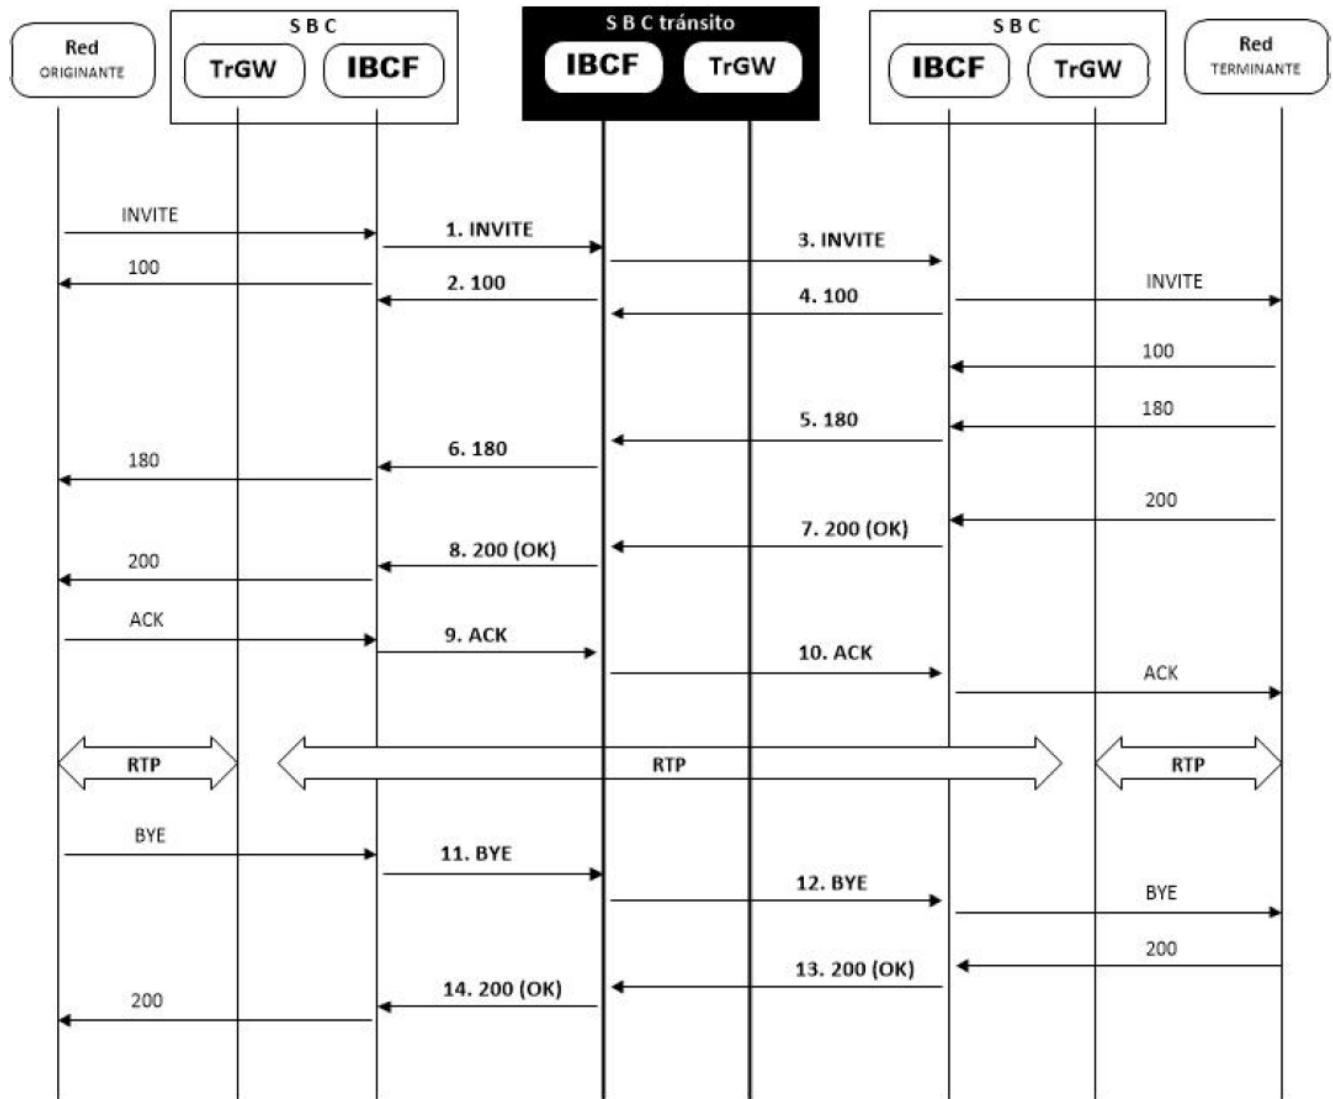 Red
ORIGINANTE
S B C
TrGW
IBCF
S B C tránsito
IBCF
TrGW
S B C
IBCF
TrGW
Red
TERMINANTE
INVITE
1. INVITE
3. INVITE
100
2. 100
4. 100
INVITE
100
180
5. 180
6. 180
180
200
7. 200 (OK)
8. 200 (OK)
200
ACK
9. ACK
10. ACK
ACK
RTP
RTP
RTP
BYE
11. BYE
12. BYE
BYE
200
13. 200 (OK)
14. 200 (OK)
200